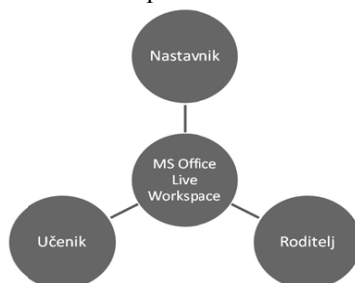 Nastavnik
MS Office
Live
Workspace
Učenik
Roditelj